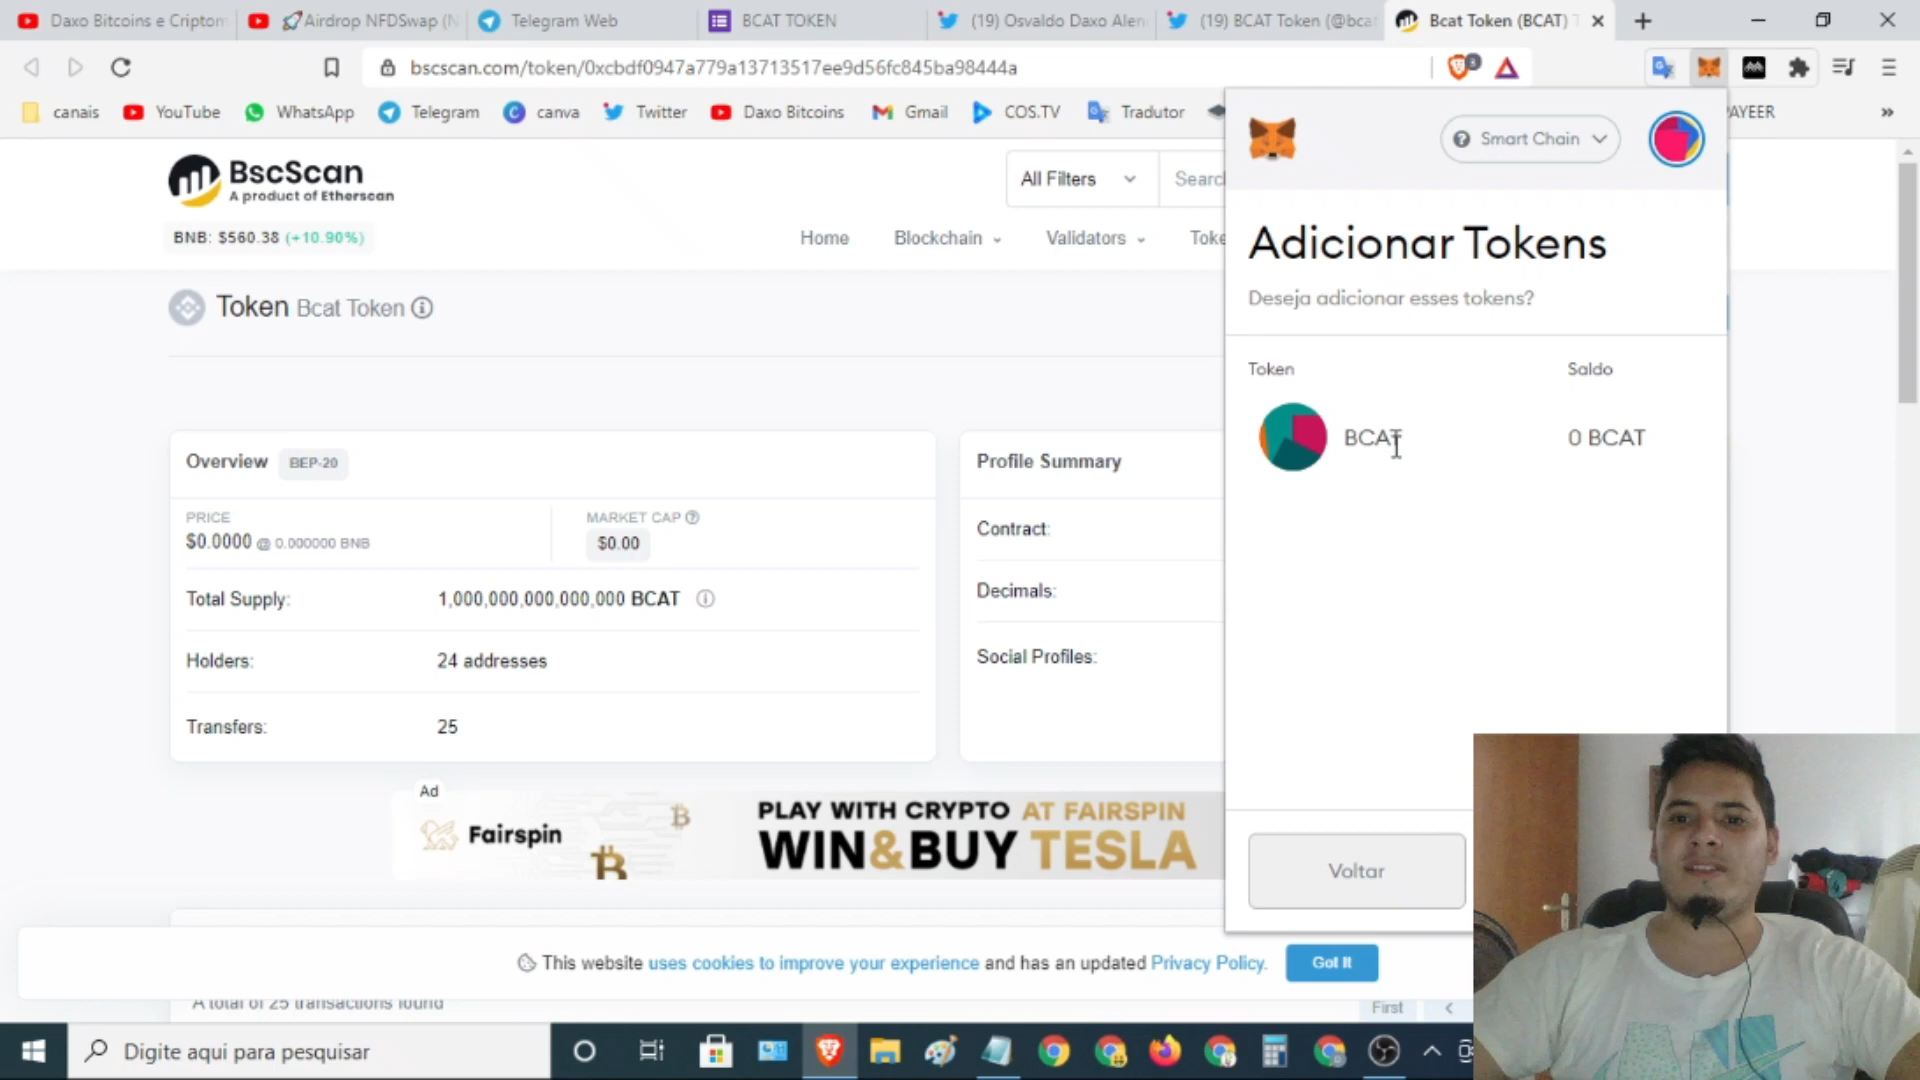 Daxo Bitcoins e Criptom
Airdrop NFDSwap (N
Telegram Web
BCAT TOKEN
(19) Osvaldo Daxo Alen
(19) BCAT Token (@bca
Bcat Token (BCAT) T
bscscan.com/token/0xcbdf0947a779a13713517ee9d56fc845ba98444a
canais
YouTube
WhatsApp
Telegram
canva
Twitter
Daxo Bitcoins
Gmail
COS.TV
Tradutor
PAYEER
BscScan
A product of Etherscan
BNB: $560.38 (+10.90%)
All Filters
Searc
Home
Blockchain
Validators
Toke
Token Bcat Token
Overview
BEP-20
PRICE
$0.0000 @ 0.000000 BNB
MARKET CAP
$0.00
Total Supply:
1,000,000,000,000,000 BCAT
Holders:
24 addresses
Transfers:
25
Profile Summary
Contract:
Decimals:
Social Profiles:
Smart Chain
Adicionar Tokens
Deseja adicionar esses tokens?
Token
Saldo
BCAT
0 BCAT
Voltar
Ad
Fairspin
PLAY WITH CRYPTO AT FAIRSPIN
WIN&BUY TESLA
This website uses cookies to improve your experience and has an updated Privacy Policy.
Got It
A total of 25 transactions found
First
Digite aqui para pesquisar